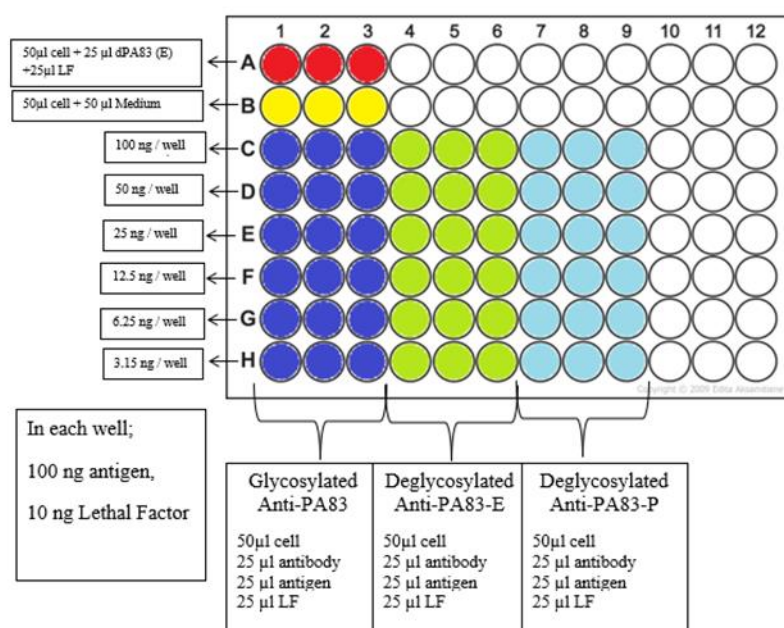 1 2 3 4 5 6 7 8 9 10 11 12
50µl cell + 25 µl dPA83 (E)
+25µl LF
A
50µl cell + 50 µl Medium
B
100 ng / well
C
50 ng / well
D
25 ng / well
E
12.5 ng / well
F
6.25 ng / well
G
3.15 ng / well
H
Copyright © 2009 Edita Aksamitiene
In each well;
100 ng antigen,
10 ng Lethal Factor
Glycosylated
Anti-PA83
50µl cell
25 µl antibody
25 µl antigen
25 µl LF
Deglycosylated
Anti-PA83-E
50µl cell
25 µl antibody
25 µl antigen
25 µl LF
Deglycosylated
Anti-PA83-P
50µl cell
25 µl antibody
25 µl antigen
25 µl LF